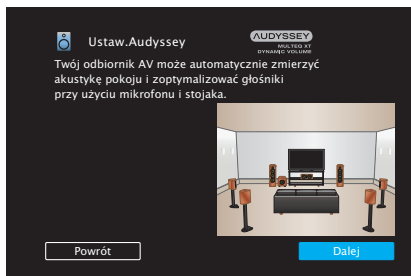 Ustaw.Audyssey
AUDYSSEY
MULTEQ XT
DYNAMIC VOLUME
Twój odbiornik AV może automatycznie zmierzyć
akustykę pokoju i zoptymalizować głośniki
przy użyciu mikrofonu i stojaka.
Powrót
Dalej